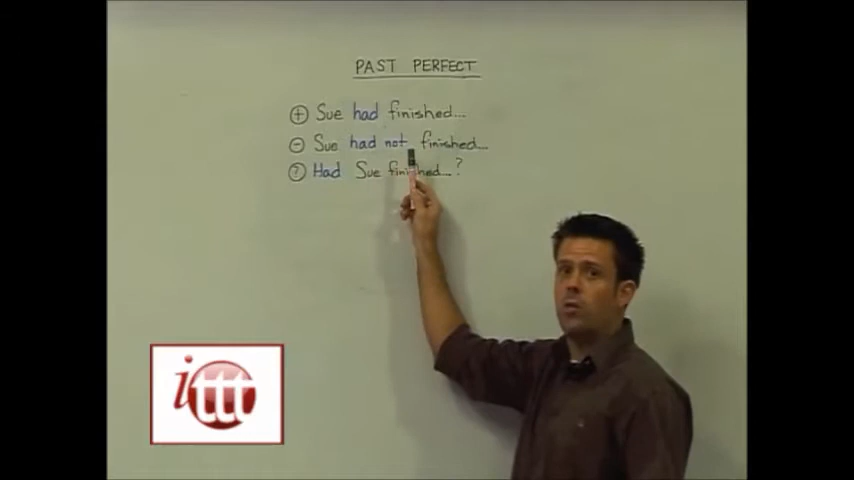 PAST PERFECT
+ Sue had finished...
- Sue had not finished...
? Had Sue finished...?
ittt